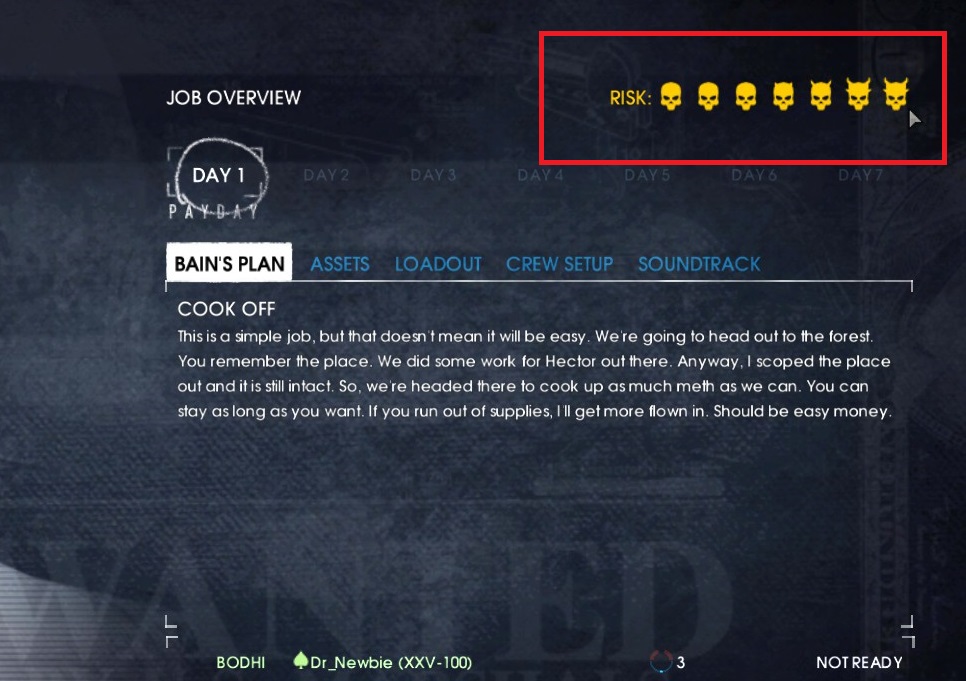 JOB OVERVIEW
RISK:
DAY 1
DAY 2
DAY 3
DAY 4
DAY 5
DAY 6
DAY 7
PAYDAY
BAIN'S PLAN
ASSETS
LOADOUT
CREW SETUP
SOUNDTRACK
COOK OFF
This is a simple job, but that doesn't mean it will be easy. We're going to head out to the forest.
You remember the place. We did some work for Hector out there. Anyway, I scoped the place
out and it is still intact. So, we're headed there to cook up as much meth as we can. You can
stay as long as you want. If you run out of supplies, I'll get more flown in. Should be easy money.
WANTED
BODHI
Dr_Newbie (XXV-100)
3
NOT READY